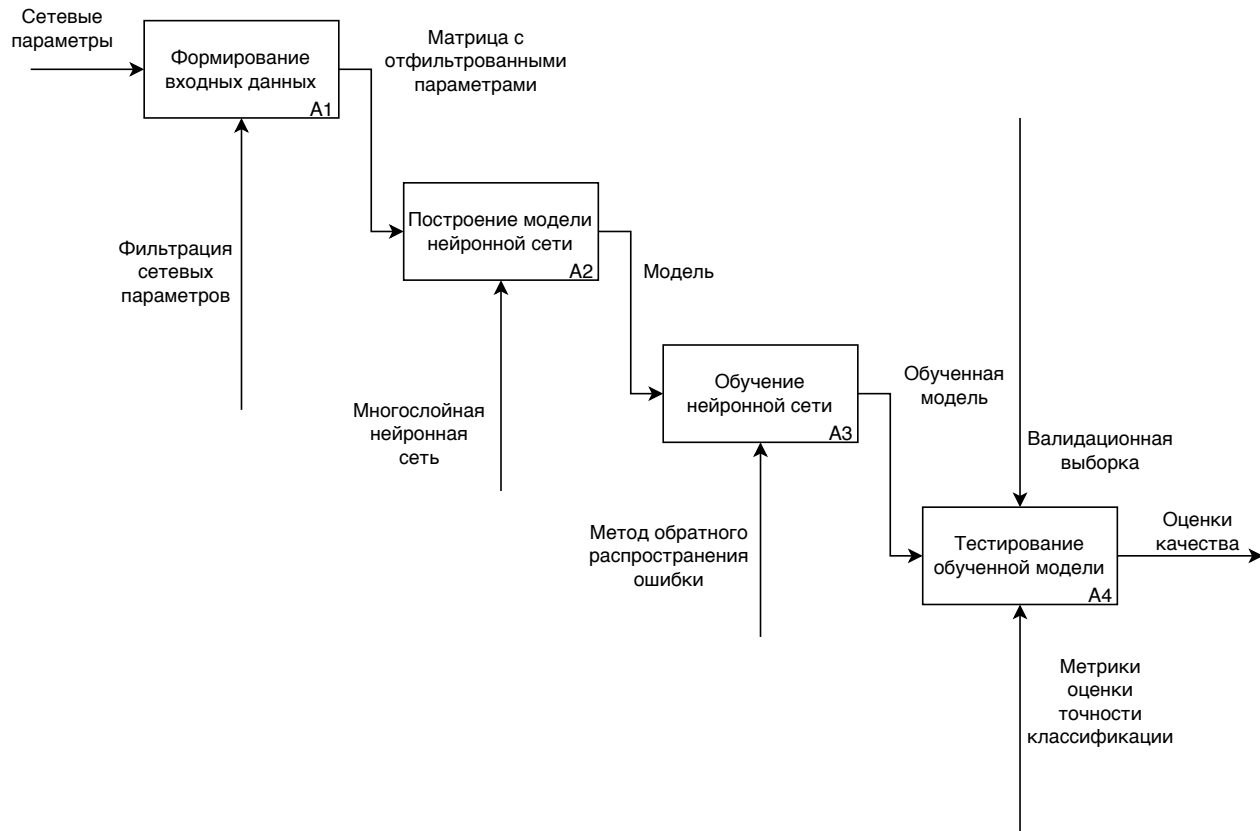 Сетевые
параметры
Формирование
входных данных
A1
Матрица с
отфильтрованными
параметрами
Фильтрация
сетевых
параметров
Построение модели
нейронной сети
A2
Модель
Многослойная
нейронная
сеть
Обучение
нейронной сети
A3
Обученная
модель
Валидационная
выборка
Метод обратного
распространения
ошибки
Тестирование
обученной модели
A4
Оценки
качества
Метрики
оценки
точности
классификации